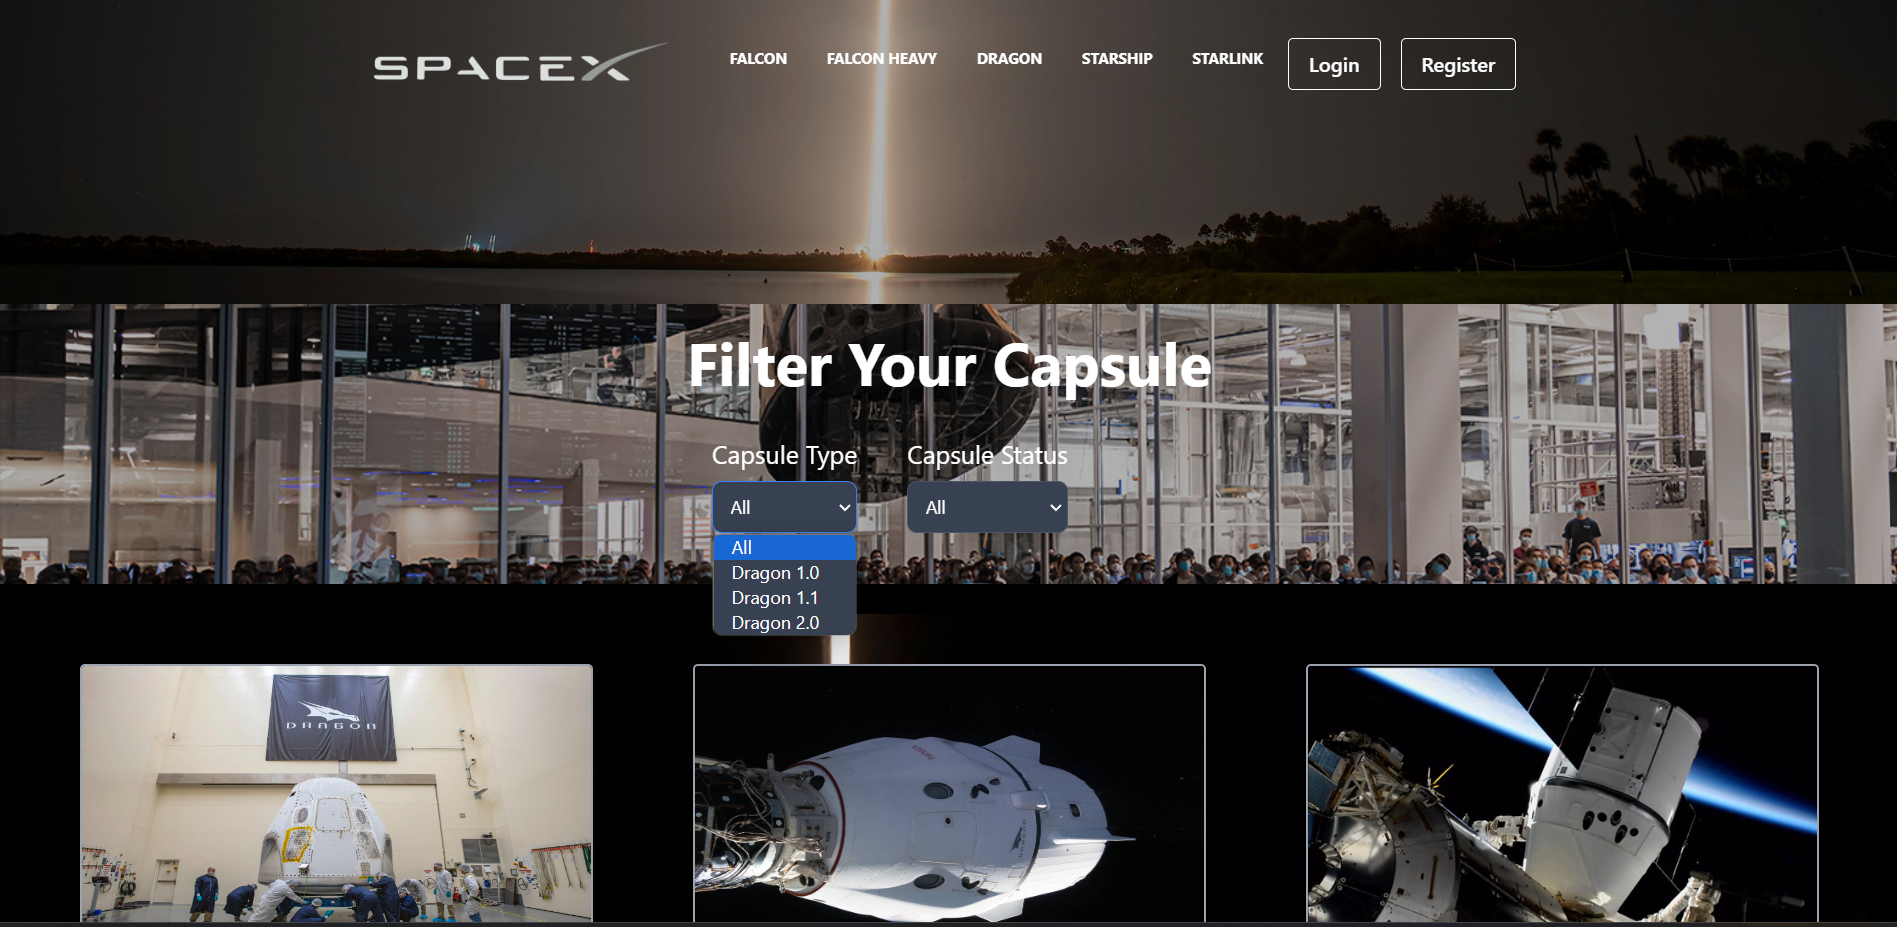 SPACEX
FALCON
FALCON HEAVY
DRAGON
STARSHIP
STARLINK
Login
Register
Filter Your Capsule
Capsule Type
Capsule Status
All
All
All
Dragon 1.0
Dragon 1.1
Dragon 2.0
DRAGON